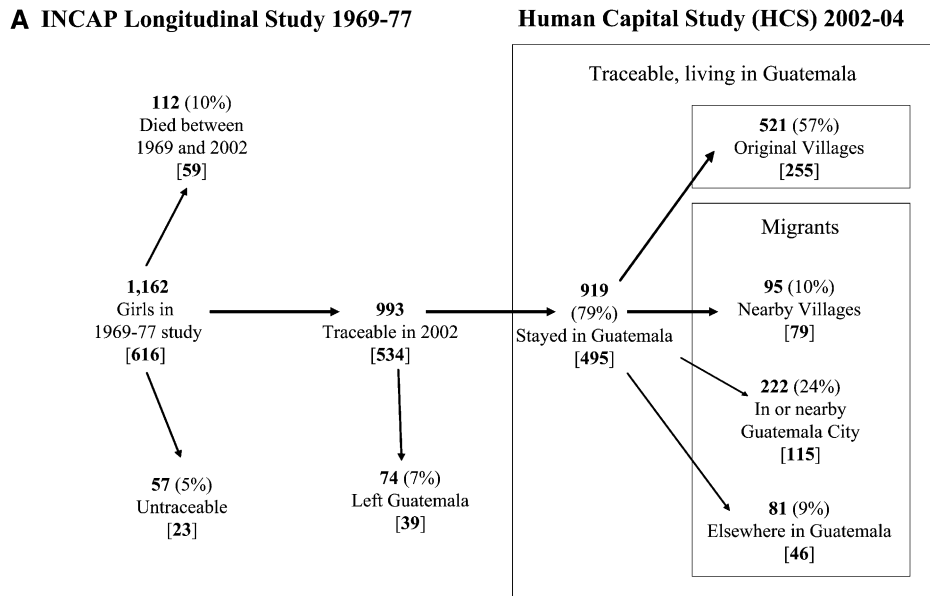 A INCAP Longitudinal Study 1969-77
Human Capital Study (HCS) 2002-04
Traceable, living in Guatemala
112 (10%)
Died between
1969 and 2002
[59]
1,162
Girls in
1969-77 study
[616]
57 (5%)
Untraceable
[23]
993
Traceable in 2002
[534]
74 (7%)
Left Guatemala
[39]
919
(79%)
Stayed in Guatemala
[495]
521 (57%)
Original Villages
[255]
Migrants
95 (10%)
Nearby Villages
[79]
222 (24%)
In or nearby
Guatemala City
[115]
81 (9%)
Elsewhere in Guatemala
[46]